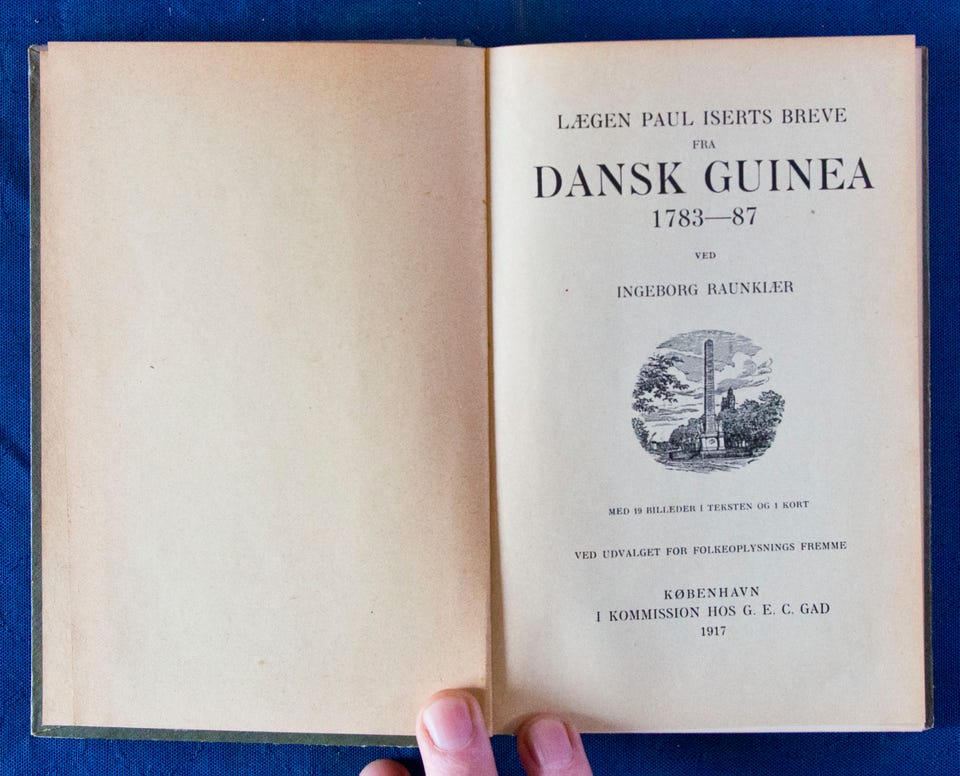 LÆGEN PAUL ISERTS BREVE
FRA
DANSK GUINEA
1783—87
VED
INGEBORG RAUNKIÆR
MED 19 BILLEDER I TEKSTEN OG 1 KORT
VED UDVALGET FOR FOLKEOPLYSNINGS FREMME
KØBENHAVN
I KOMMISSION HOS G. E. C. GAD
1917